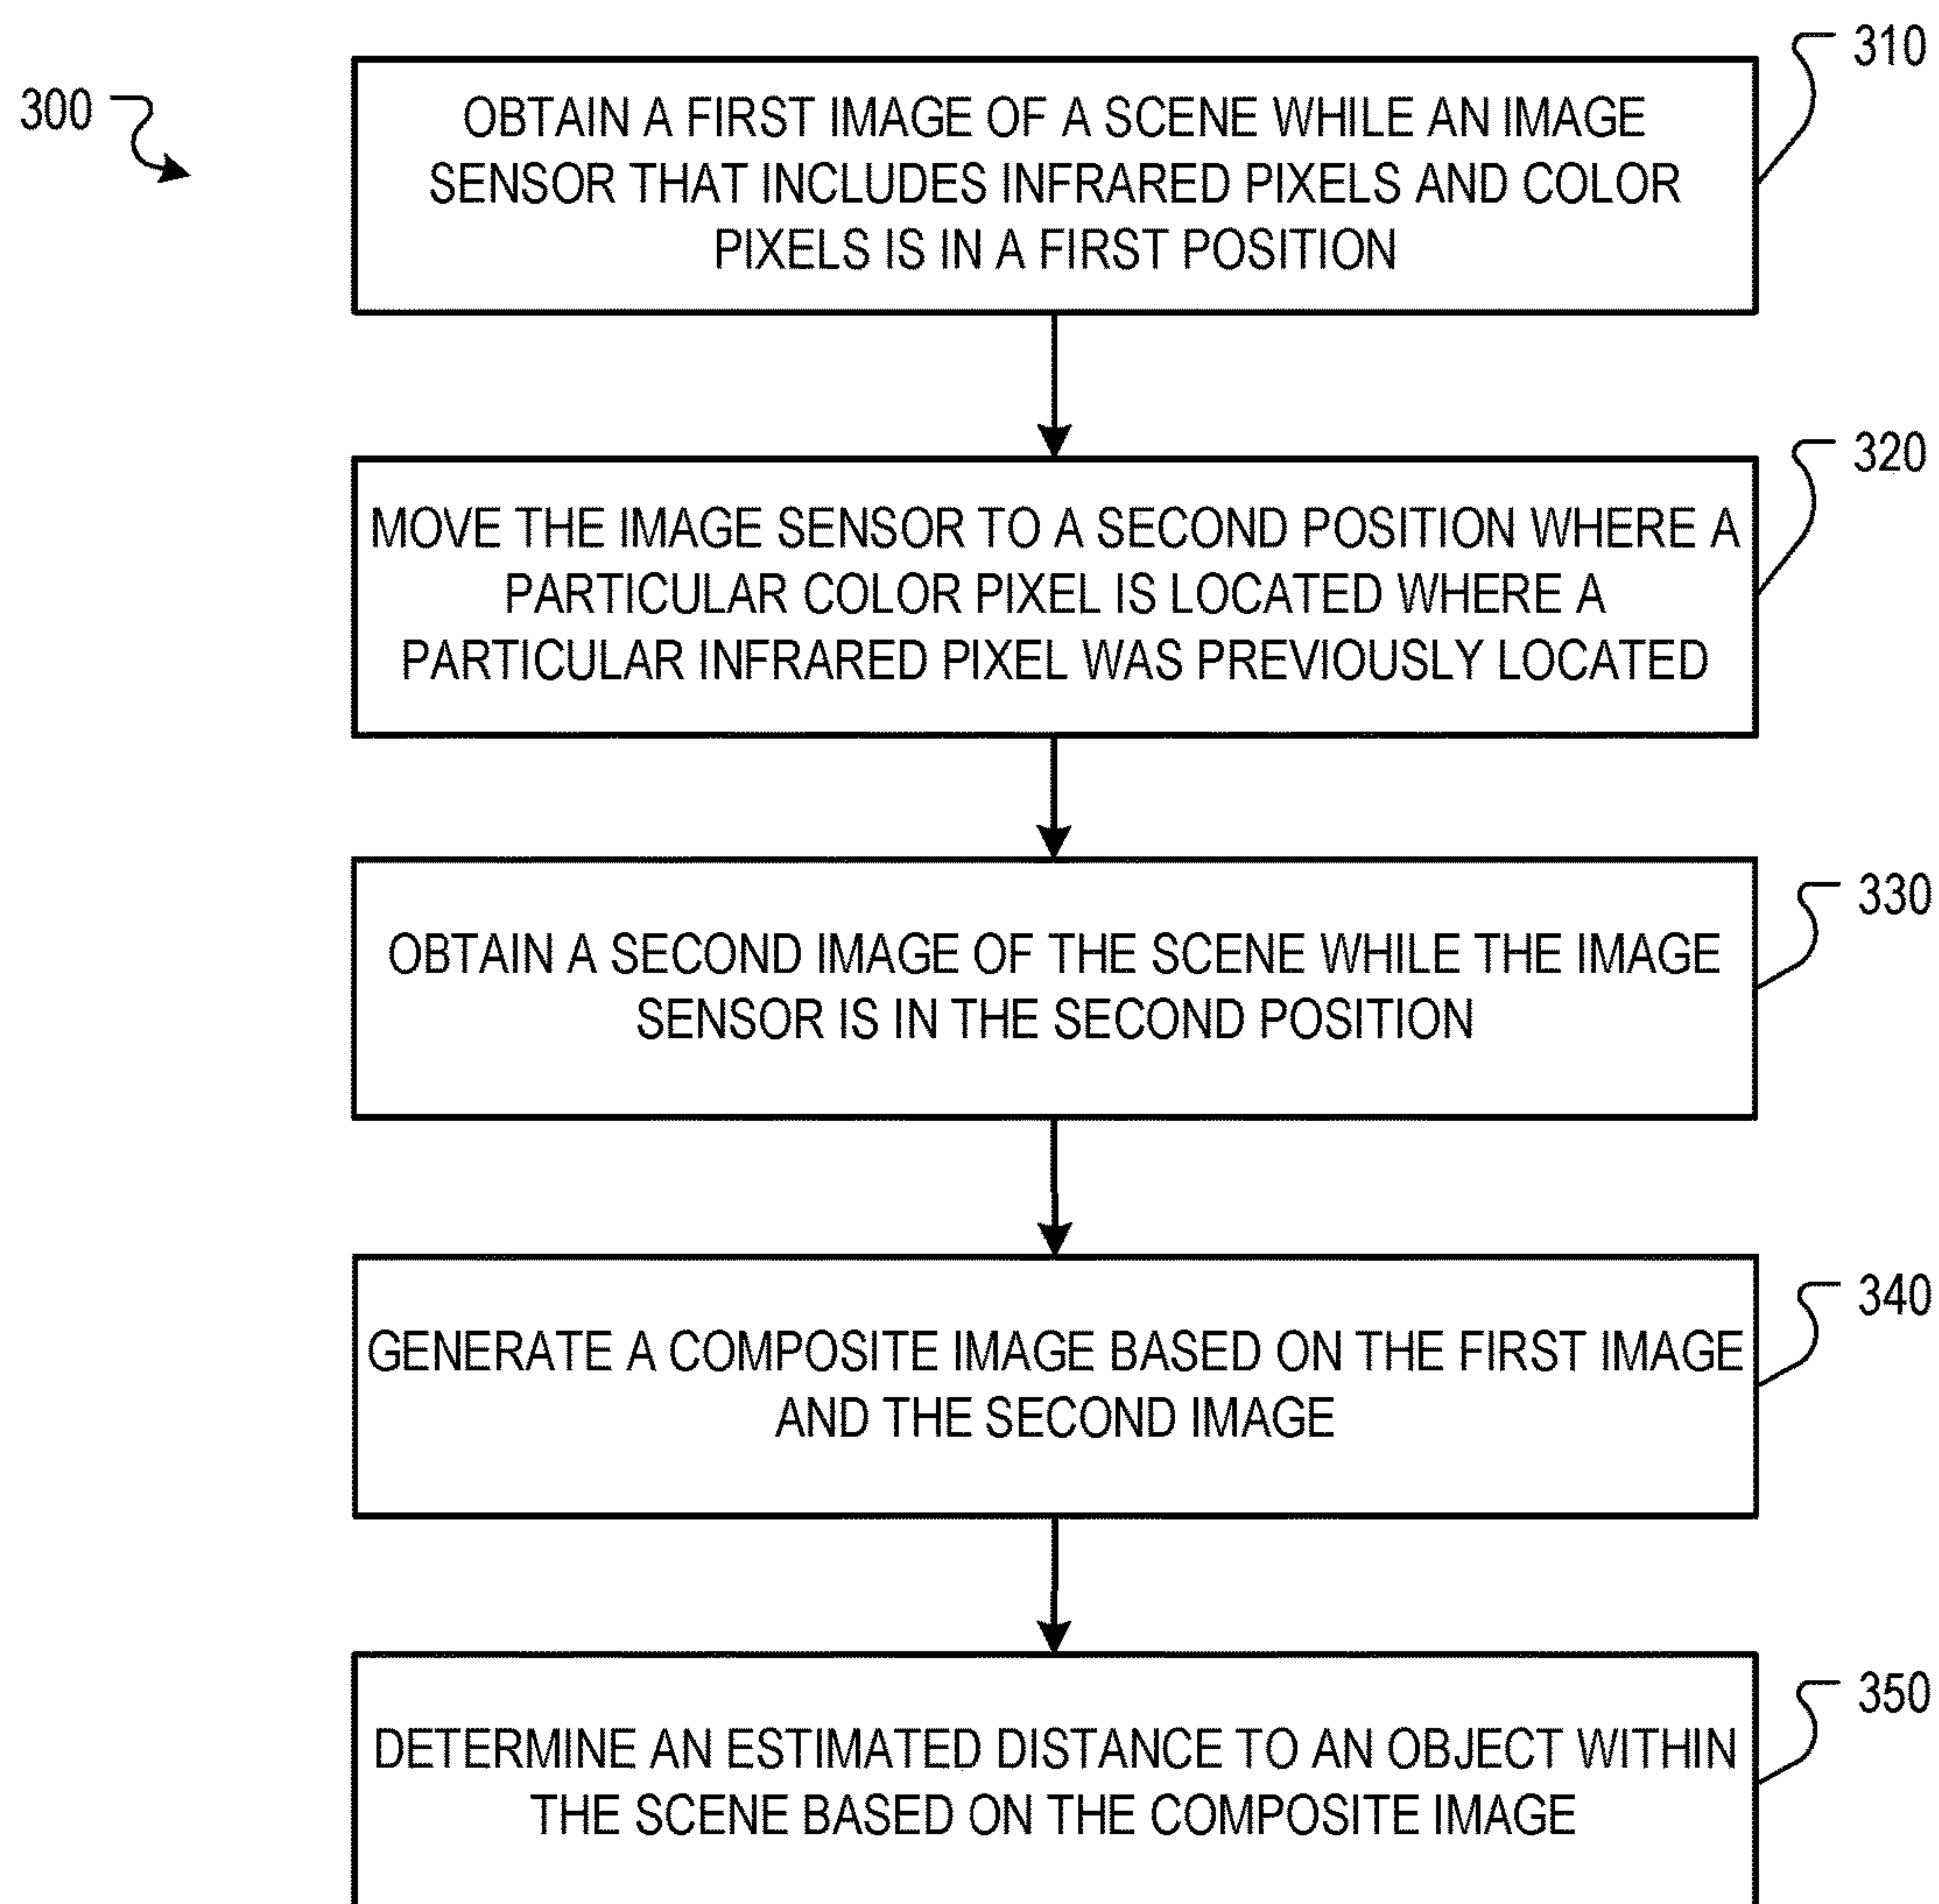 300
310
OBTAIN A FIRST IMAGE OF A SCENE WHILE AN IMAGE
SENSOR THAT INCLUDES INFRARED PIXELS AND COLOR
PIXELS IS IN A FIRST POSITION
320
MOVE THE IMAGE SENSOR TO A SECOND POSITION WHERE A
PARTICULAR COLOR PIXEL IS LOCATED WHERE A
PARTICULAR INFRARED PIXEL WAS PREVIOUSLY LOCATED
330
OBTAIN A SECOND IMAGE OF THE SCENE WHILE THE IMAGE
SENSOR IS IN THE SECOND POSITION
340
GENERATE A COMPOSITE IMAGE BASED ON THE FIRST IMAGE
AND THE SECOND IMAGE
350
DETERMINE AN ESTIMATED DISTANCE TO AN OBJECT WITHIN
THE SCENE BASED ON THE COMPOSITE IMAGE